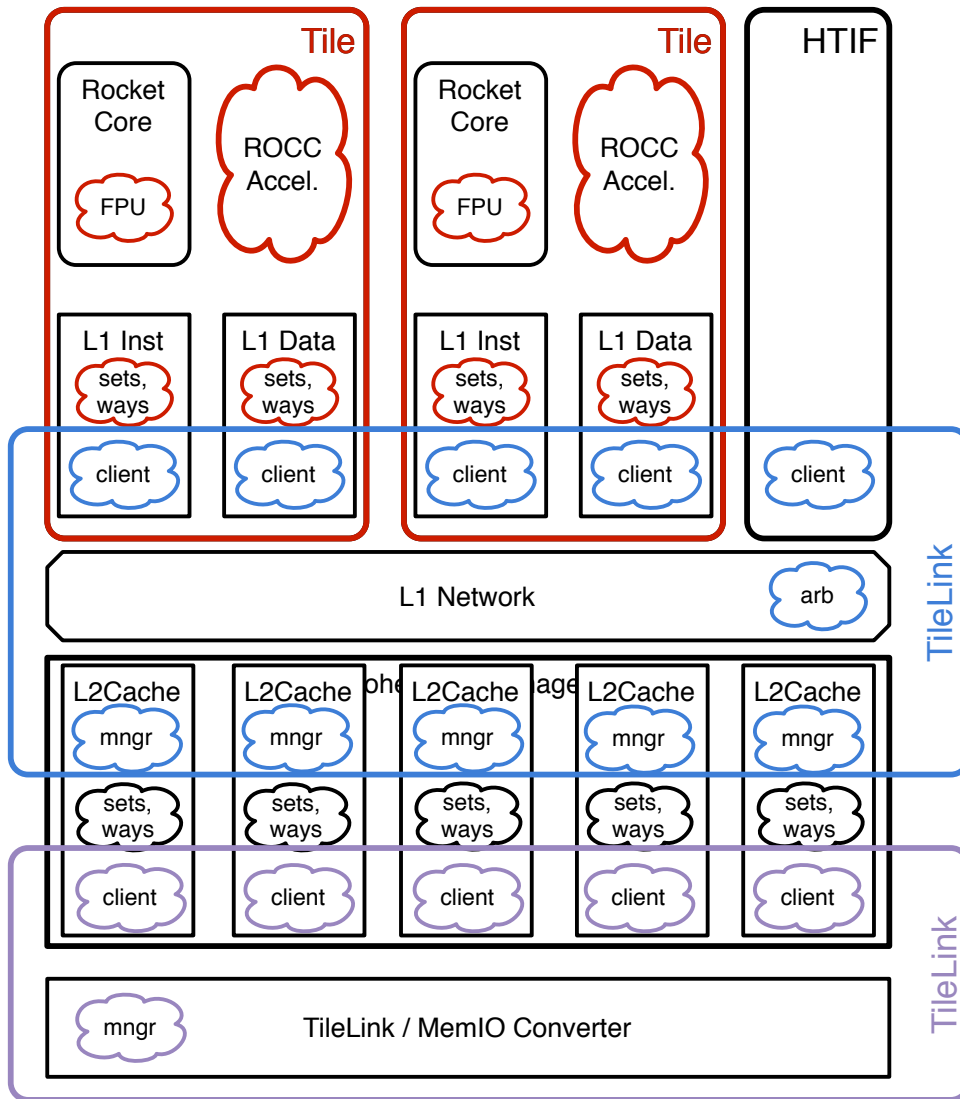 Tile
Tile
HTIF
Rocket
Core
FPU
ROCC
Accel.
Rocket
Core
FPU
ROCC
Accel.
L1 Inst
sets,
ways
client
L1 Data
sets,
ways
client
L1 Inst
sets,
ways
client
L1 Data
sets,
ways
client
client
TileLink
L1 Network
arb
L2Cache
mngr
sets,
ways
client
L2Cache
mngr
sets,
ways
client
L2Cache
mngr
sets,
ways
client
L2Cache
mngr
sets,
ways
client
L2Cache
mngr
sets,
ways
client
TileLink
mngr
TileLink / MemIO Converter